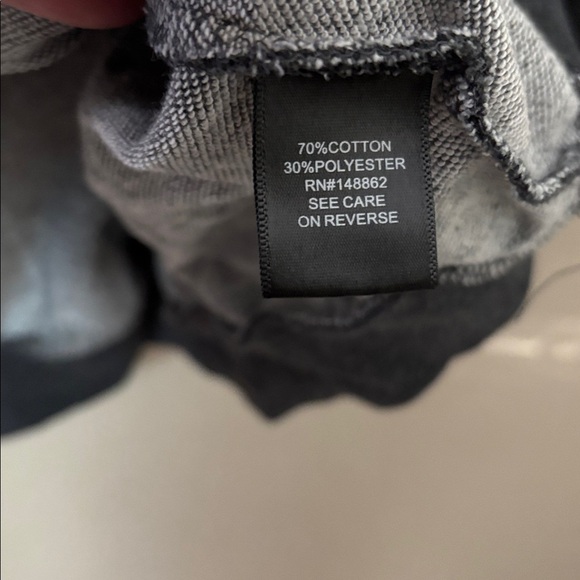 70%COTTON
30%POLYESTER
RN#148862
SEE CARE
ON REVERSE